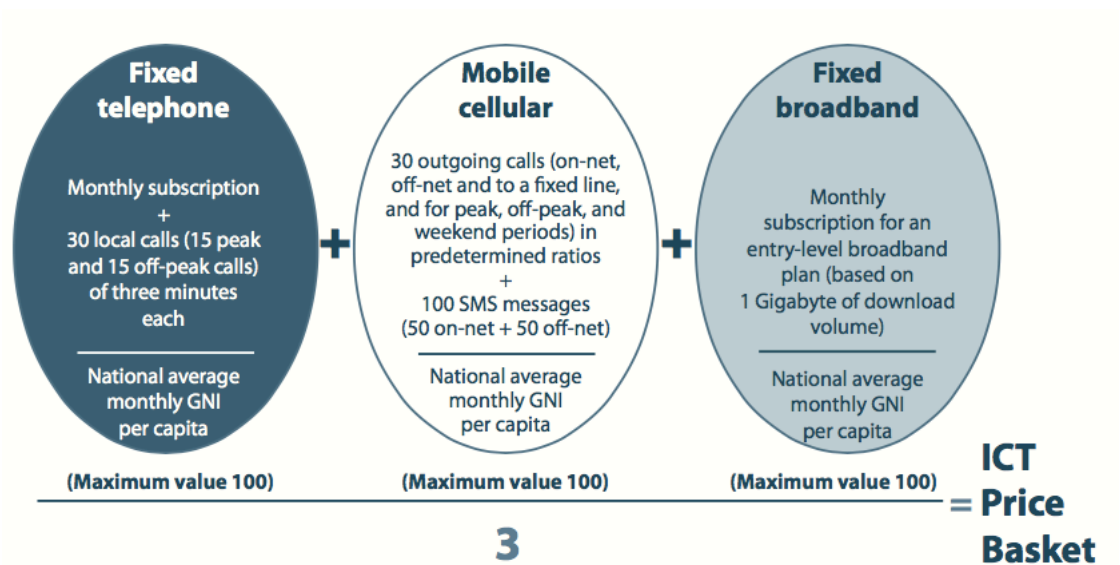 Fixed
telephone
Monthly subscription
+
30 local calls (15 peak
and 15 off-peak calls)
of three minutes
each
National average
monthly GNI
per capita
(Maximum value 100)
+
Mobile
cellular
30 outgoing calls (on-net,
off-net and to a fixed line,
and for peak, off-peak, and
weekend periods) in
predetermined ratios
+
100 SMS messages
(50 on-net + 50 off-net)
National average
monthly GNI
per capita
(Maximum value 100)
+
Fixed
broadband
Monthly
subscription for an
entry-level broadband
plan (based on
1 Gigabyte of download
volume)
National average
monthly GNI
per capita
(Maximum value 100)
3
=
ICT
Price
Basket